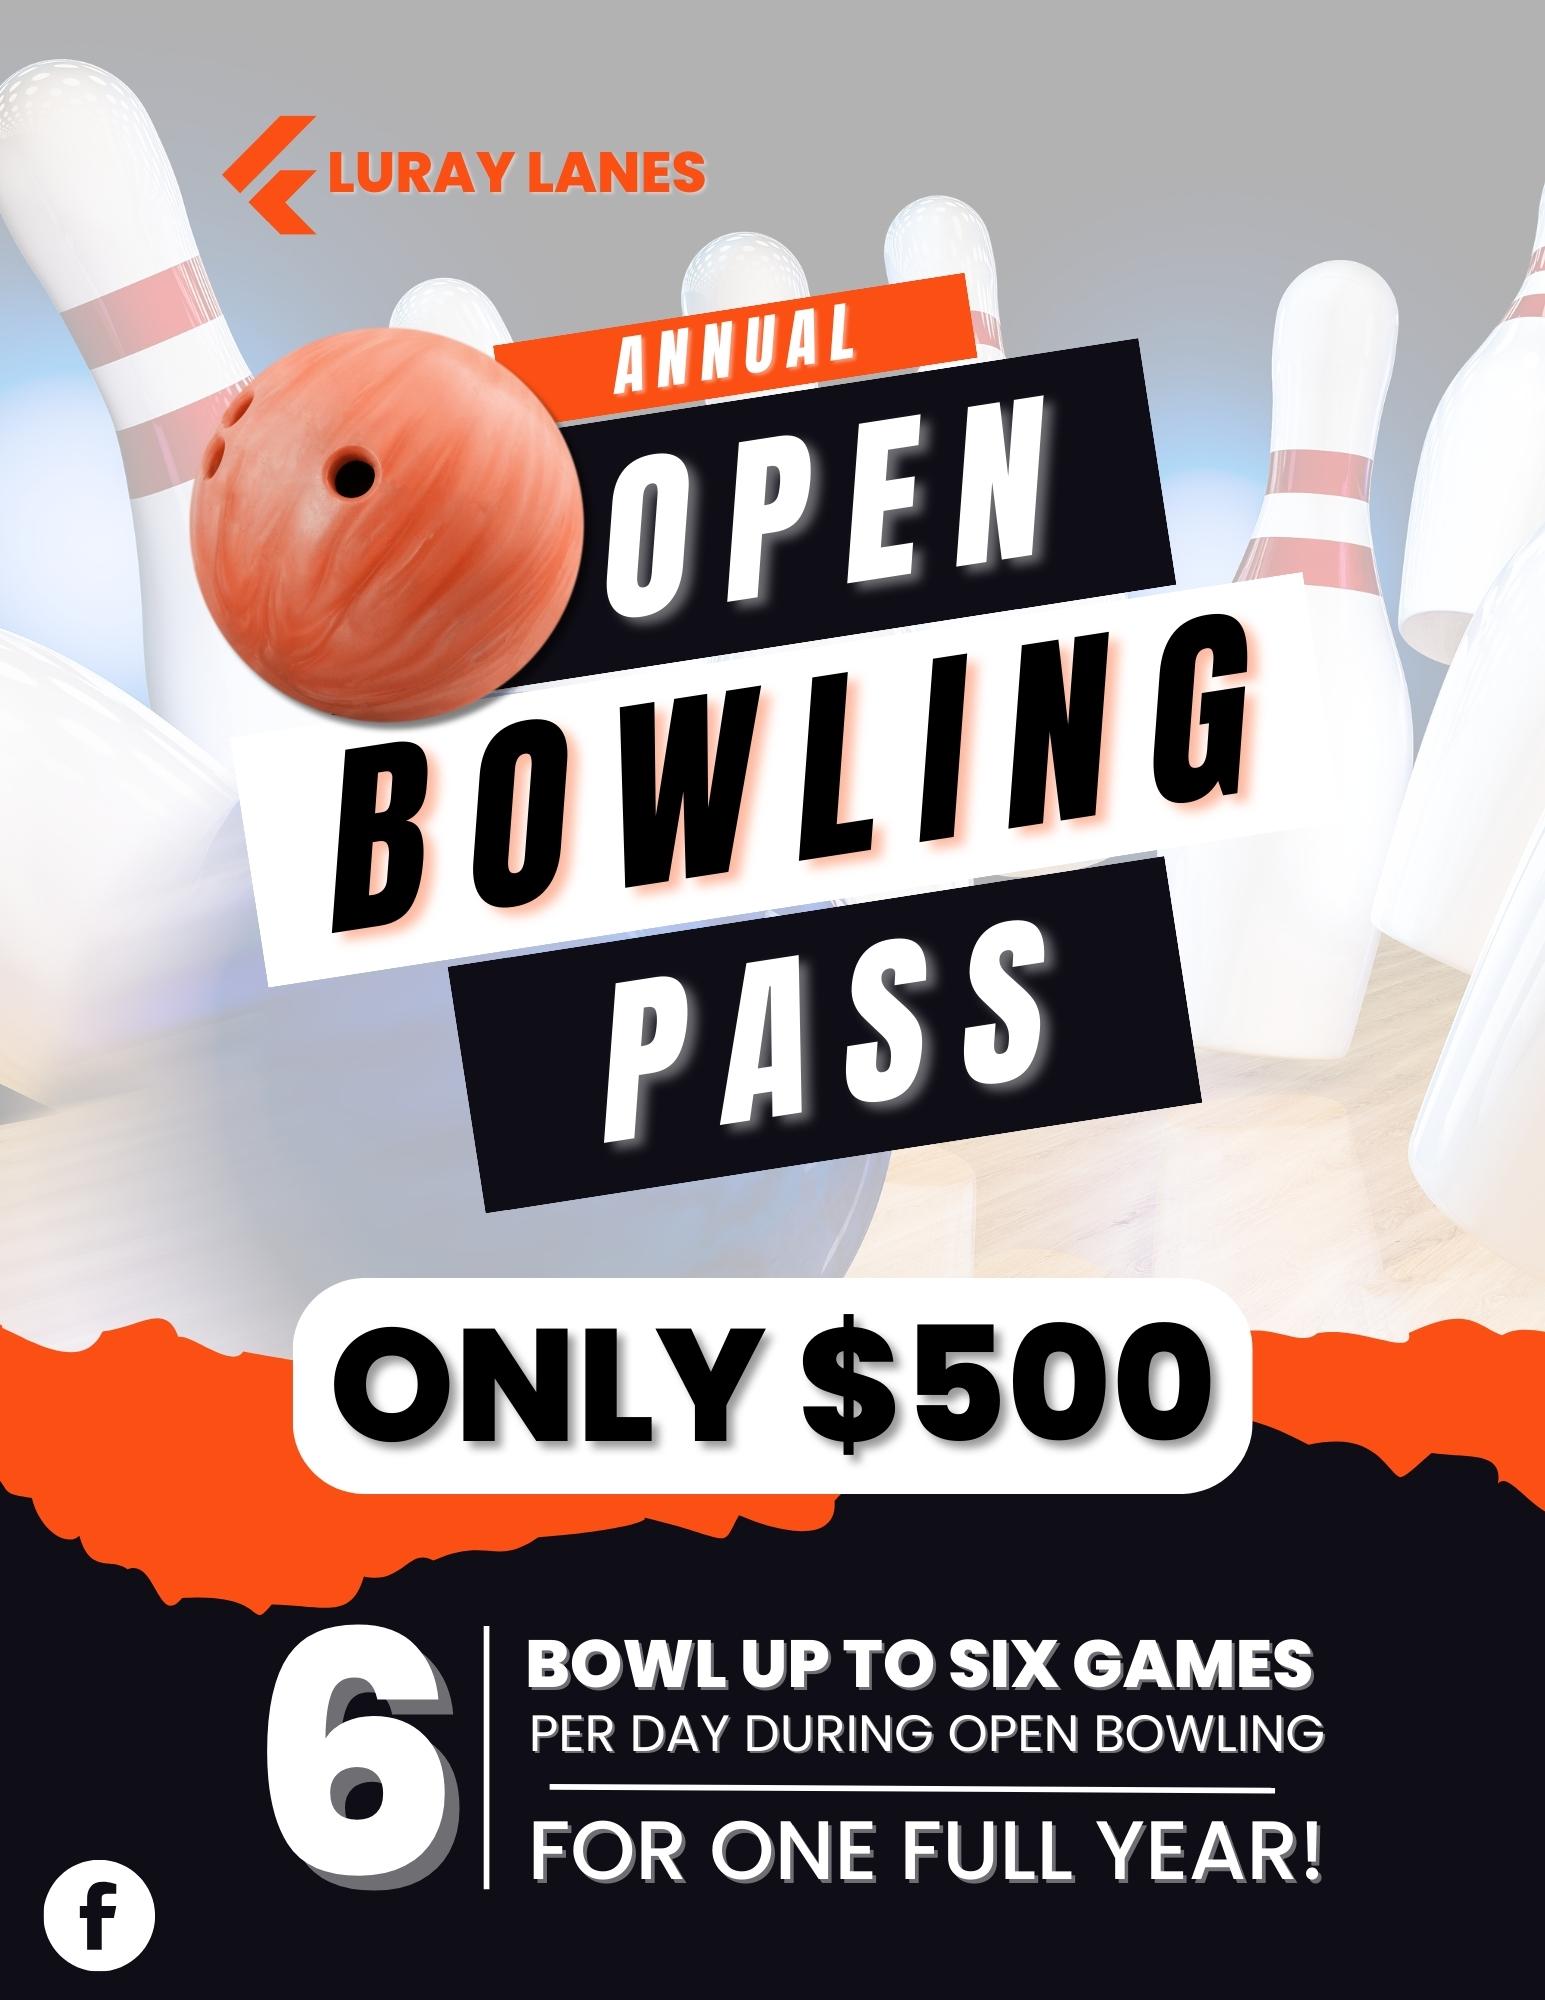 LURAY LANES
ANNUAL
OPEN
BOWLING
PASS
ONLY $500
6
BOWL UP TO SIX GAMES
PER DAY DURING OPEN BOWLING
FOR ONE FULL YEAR!
f